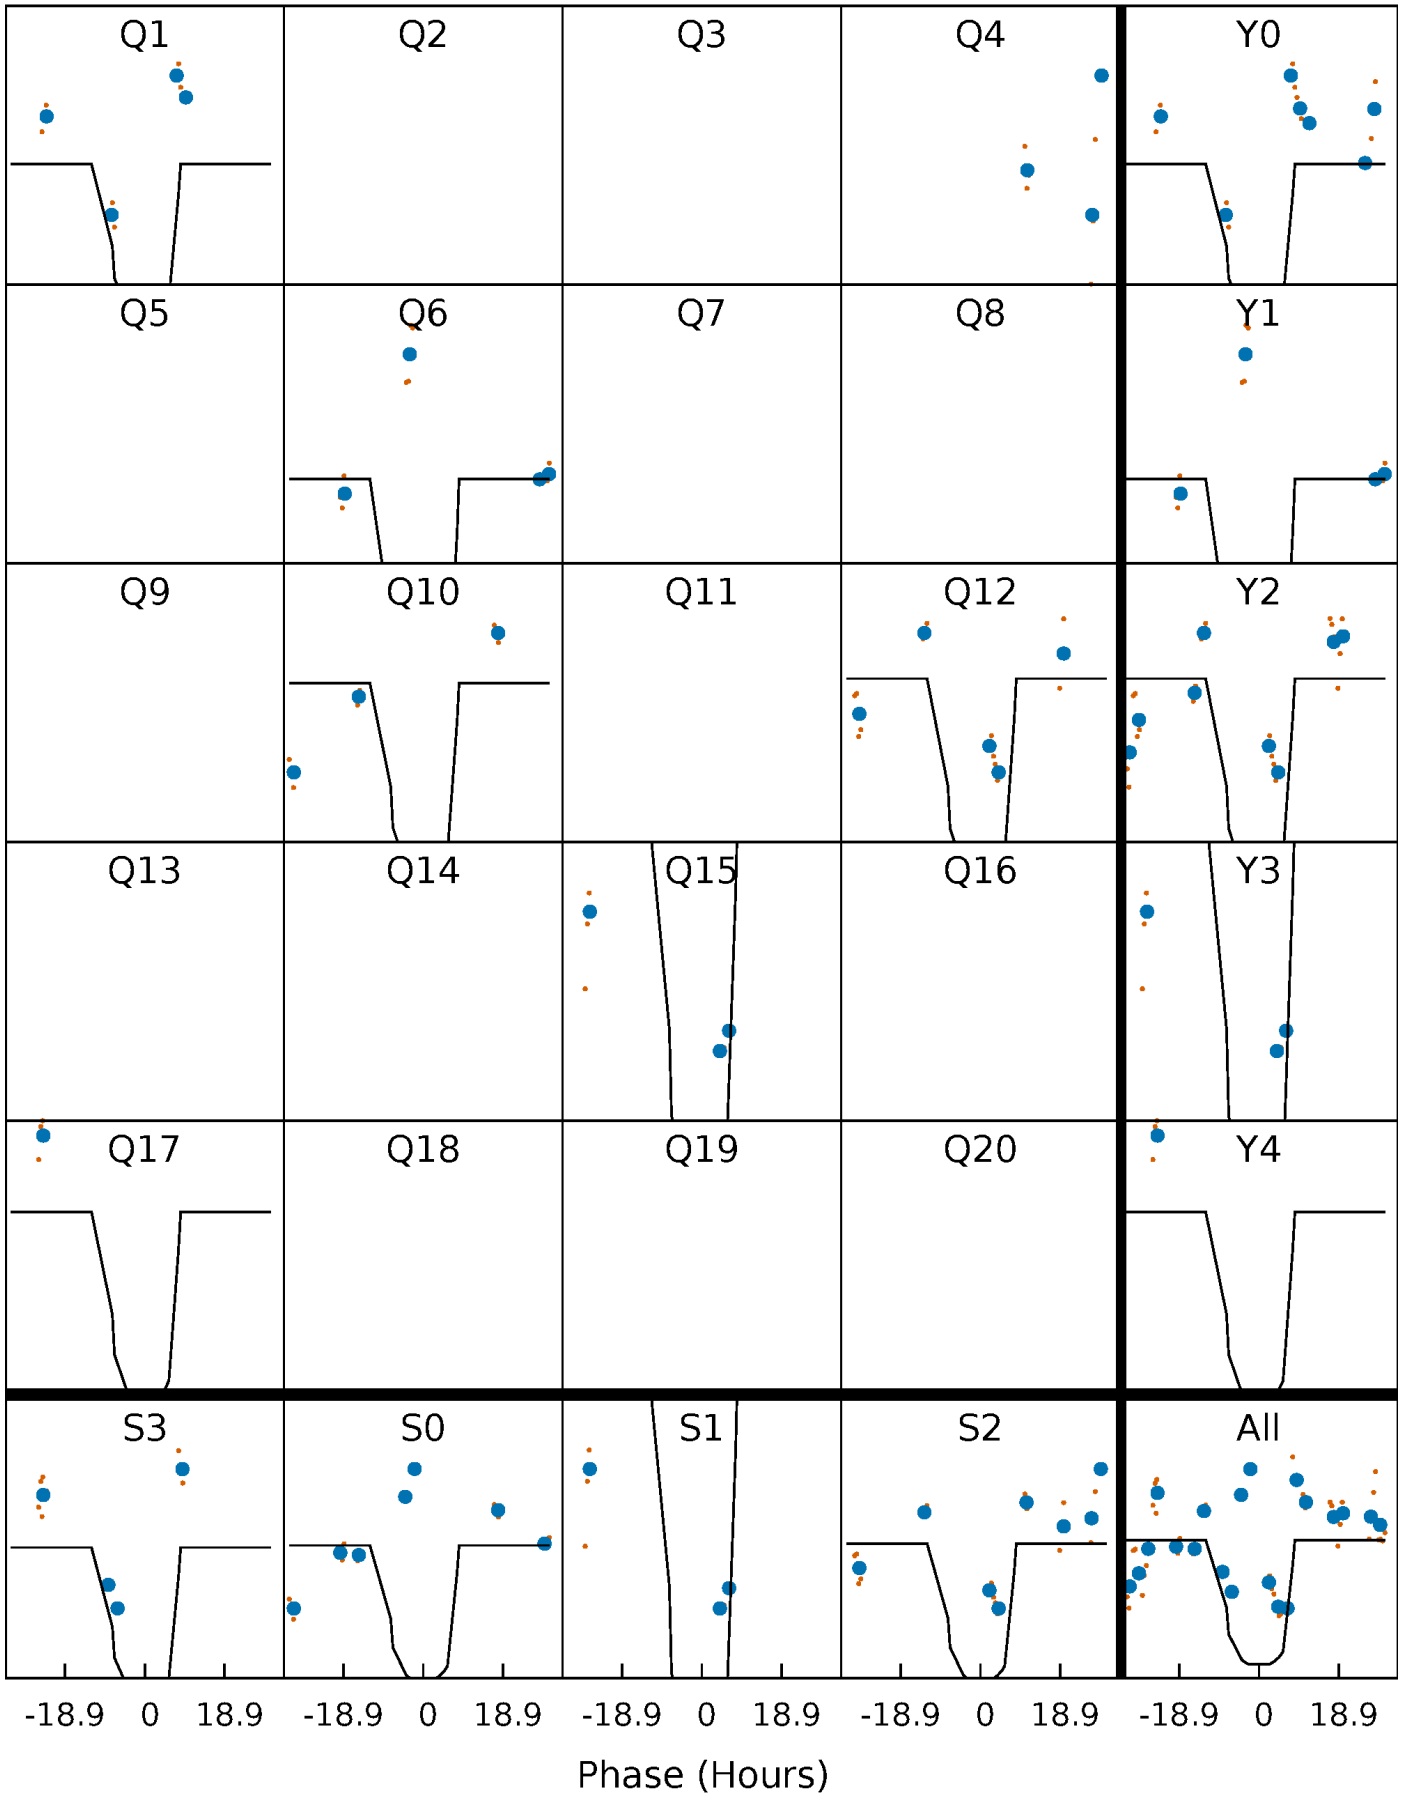 Q1 Q2 Q3 Q4 Y0
Q5 Q6 Q7 Q8 Y1
Q9 Q10 Q11 Q12 Y2
Q13 Q14 Q15 Q16 Y3
Q17 Q18 Q19 Q20 Y4
S3 S0 S1 S2 All
-18.9 0 18.9 -18.9 0 18.9 -18.9 0 18.9 -18.9 0 18.9 -18.9 0 18.9
Phase (Hours)